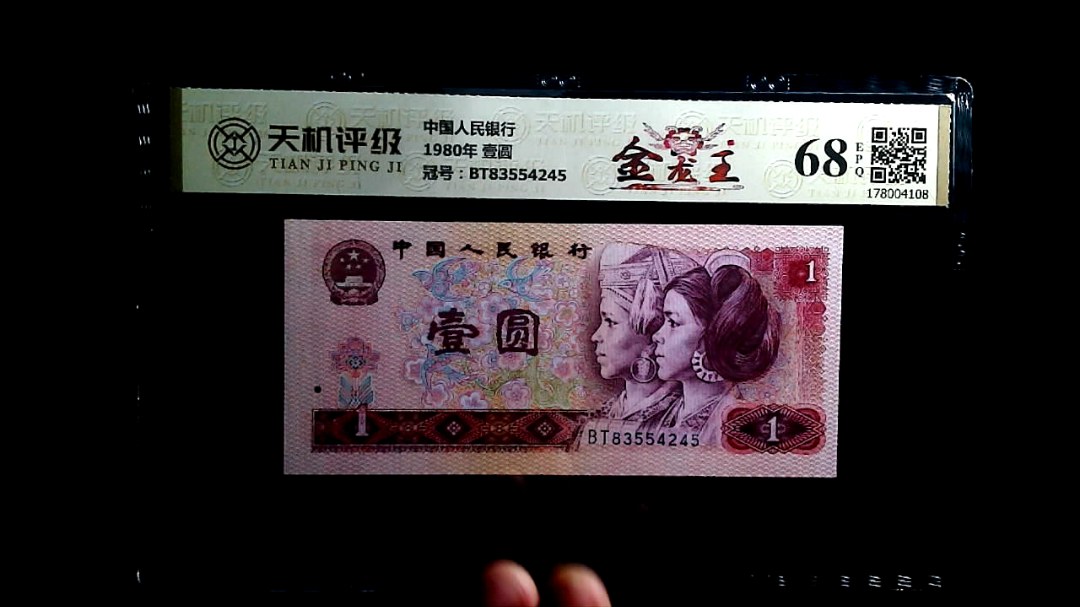 天机评级
TIAN JI PING JI
中国人民银行
1980年 壹圆
冠号：BT83554245
金龙王
68
EPQ
178004108
中国人民银行
1
壹圆
1
BT83554245
1